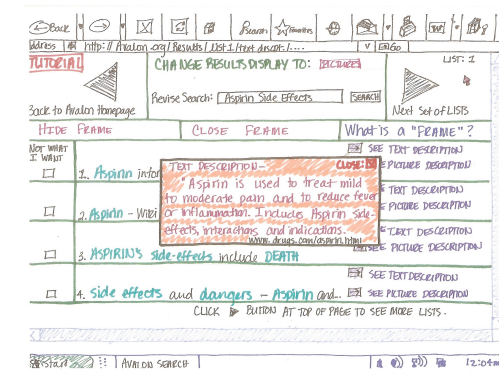 Back
Search
Favorites
Address http://Avalon.org/Results/List1/text descript/....
Go
TUTORIAL
CHANGE RESULTS DISPLAY TO: PICTURES
LIST: 1
Back to Avalon Homepage
Revise Search: Aspirin Side Effects SEARCH
Next Set of LISTS
HIDE FRAME
CLOSE FRAME
What is a "FRAME"?
NOT WHAT I WANT
SEE TEXT DESCRIPTION
1. Aspirin infor
SEE PICTURE DESCRIPTION
TEXT DESCRIPTION- CLOSE: X
"Aspirin is used to treat mild
to moderate pain and to reduce fever
or inflammation. Includes Aspirin side-
effects, interactions, and indications.
www.drugs.com/aspirin.html
TEXT DESCRIPTION
2. Aspirin - Wiki
PICTURE DESCRIPTION
TEXT DESCRIPTION
3. ASPIRIN'S side-effects include DEATH
SEE PICTURE DESCRIPTION
SEE TEXT DESCRIPTION
4. Side effects and dangers - Aspirin and...
SEE PICTURE DESCRIPTION
CLICK ▶ BUTTON AT TOP OF PAGE TO SEE MORE LISTS.
Start
AVALON SEARCH
12:04